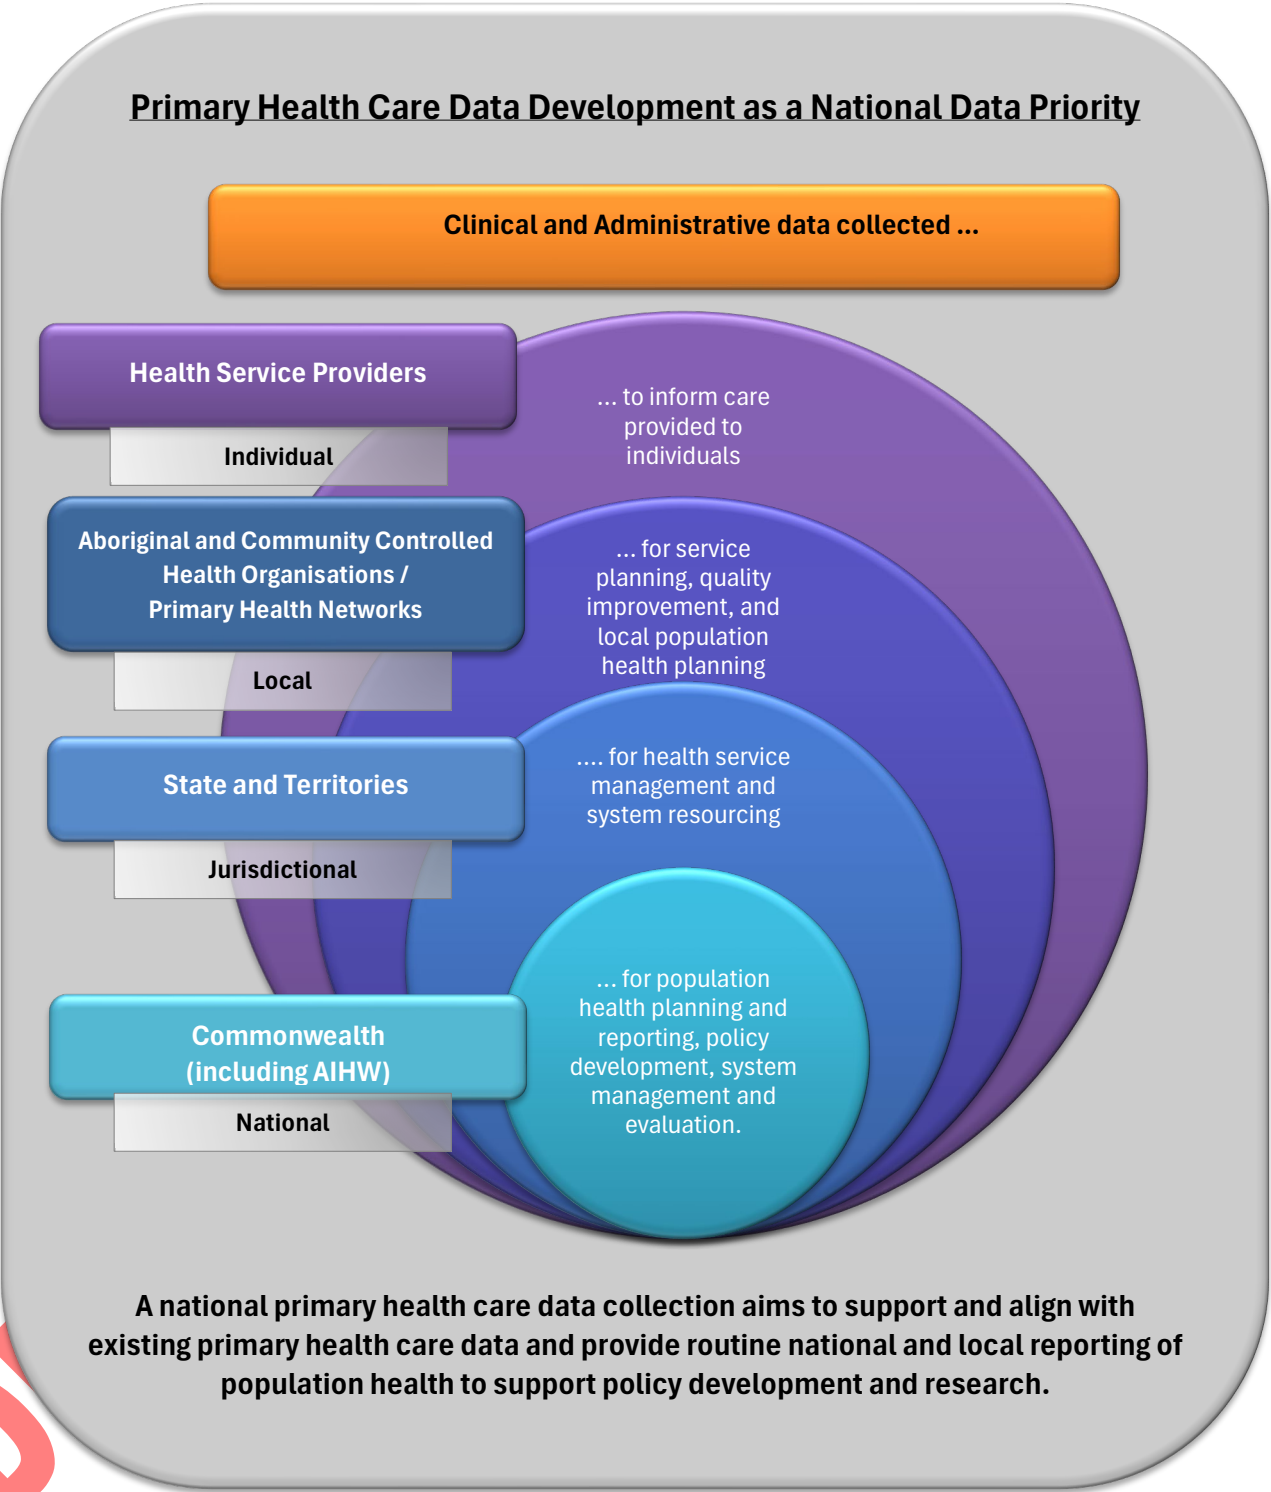 Primary Health Care Data Development as a National Data Priority
Clinical and Administrative data collected ...
Health Service Providers
Individual
... to inform care
provided to
individuals
Aboriginal and Community Controlled
Health Organisations /
Primary Health Networks
Local
... for service
planning, quality
improvement, and
local population
health planning
State and Territories
Jurisdictional
.... for health service
management and
system resourcing
Commonwealth
(including AIHW)
National
... for population
health planning and
reporting, policy
development, system
management and
evaluation.
A national primary health care data collection aims to support and align with
existing primary health care data and provide routine national and local reporting of
population health to support policy development and research.